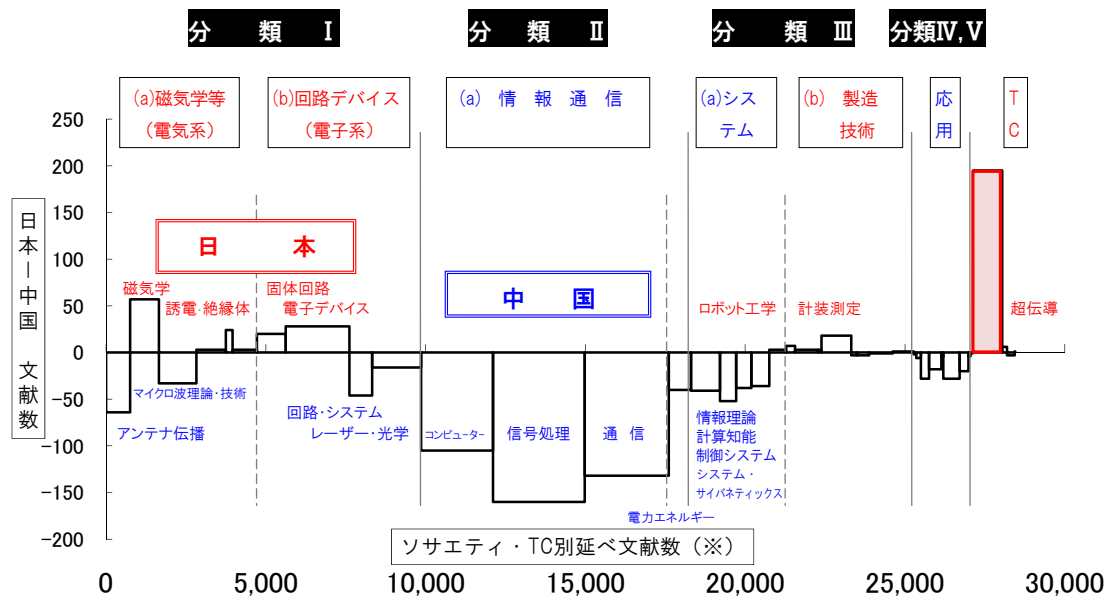 分　類　Ⅰ
分　類　Ⅱ
分　類　Ⅲ
分類Ⅳ,Ⅴ
(a)磁気学等
(電気系)
(b)回路デバイス
(電子系)
(a) 情 報 通 信
(a)シス
テム
(b) 製造
技術
応
用
T
C
250
200
150
100
50
0
-50
-100
-150
-200
日本－中国　文献数
日　本
中　国
磁気学
誘電・絶縁体
固体回路
電子デバイス
ロボット工学
計装測定
超伝導
マイクロ波理論・技術
アンテナ伝播
回路・システム
レーザー・光学
コンピューター
信号処理
通 信
電力エネルギー
情報理論
計算知能
制御システム
システム・
サイバネティックス
ソサエティ・TC別延べ文献数（※）
0
5,000
10,000
15,000
20,000
25,000
30,000